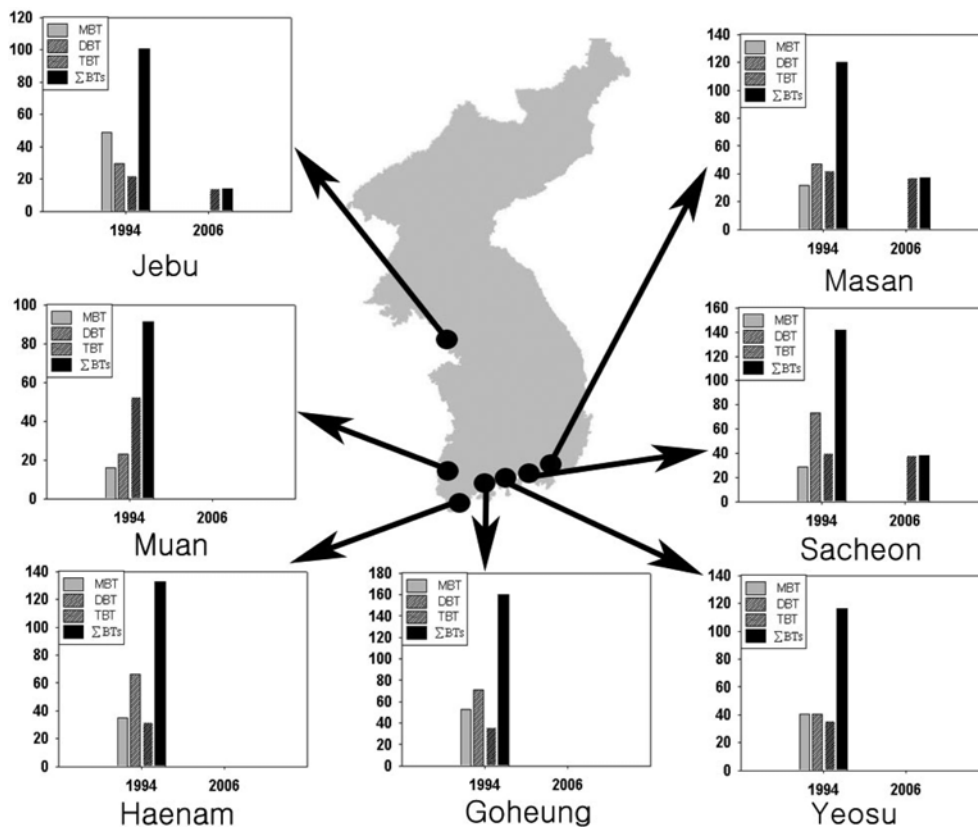 120
100
80
60
40
20
0
MBT
DBT
TBT
∑BTs
1994 2006
Jebu
140
120
100
80
60
40
20
0
MBT
DBT
TBT
∑BTs
1994 2006
Masan
100
80
60
40
20
0
MBT
DBT
TBT
∑BTs
1994 2006
Muan
160
140
120
100
80
60
40
20
0
MBT
DBT
TBT
∑BTs
1994 2006
Sacheon
140
120
100
80
60
40
20
0
MBT
DBT
TBT
∑BTs
1994 2006
Haenam
180
160
140
120
100
80
60
40
20
0
MBT
DBT
TBT
∑BTs
1994 2006
Goheung
140
120
100
80
60
40
20
0
MBT
DBT
TBT
∑BTs
1994 2006
Yeosu